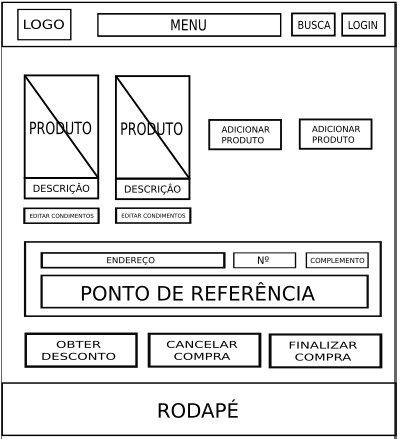 LOGO
MENU
BUSCA
LOGIN
PRODUTO
PRODUTO
ADICIONAR
PRODUTO
ADICIONAR
PRODUTO
DESCRIÇÃO
DESCRIÇÃO
EDITAR CONDIMENTOS
EDITAR CONDIMENTOS
ENDEREÇO
Nº
COMPLEMENTO
PONTO DE REFERÊNCIA
OBTER
DESCONTO
CANCELAR
COMPRA
FINALIZAR
COMPRA
RODAPÉ